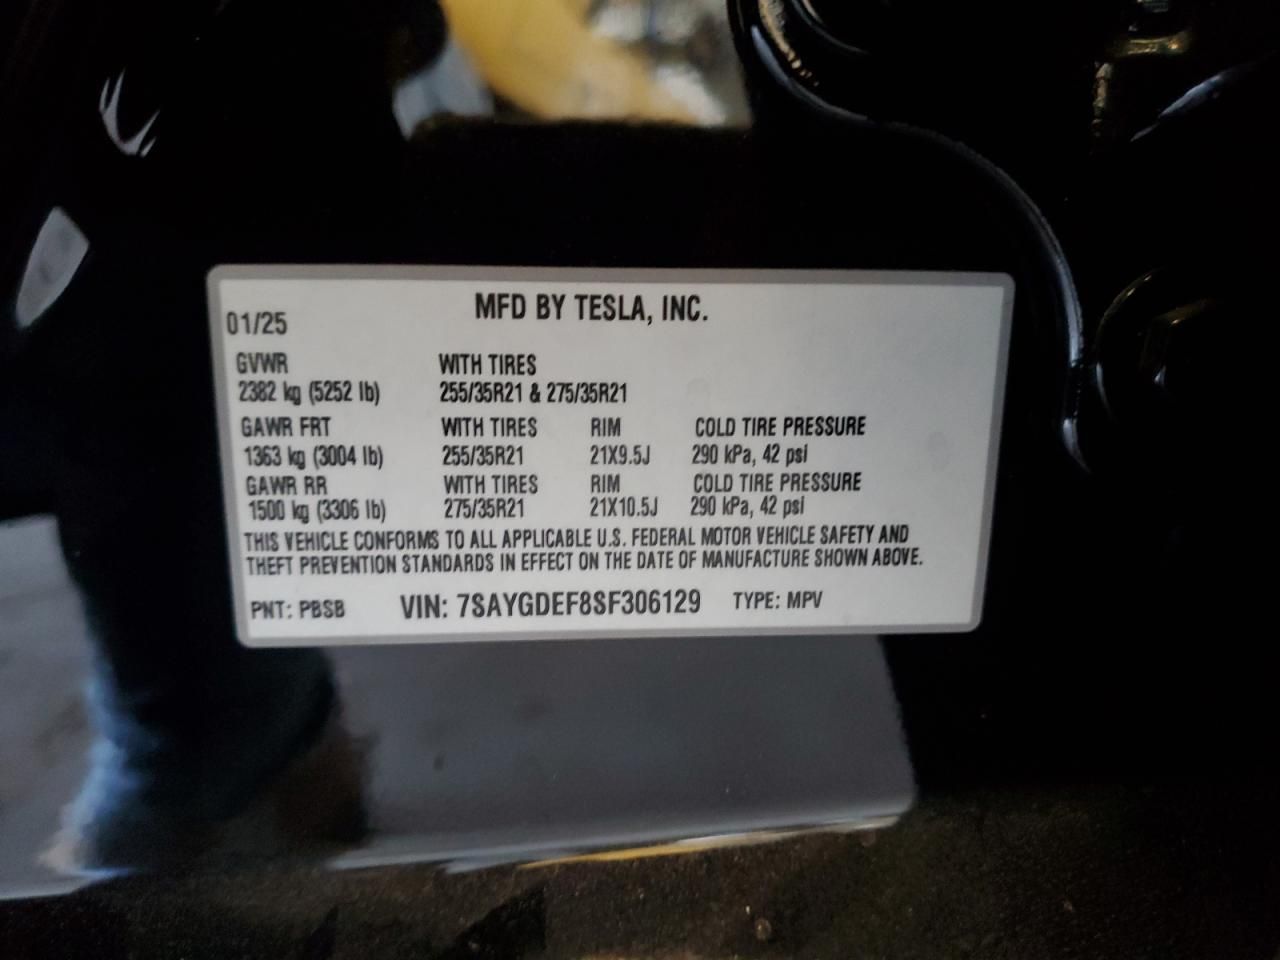 MFD BY TESLA, INC.
01/25
GVWR WITH TIRES
2382 kg (5252 lb) 255/35R21 & 275/35R21
GAWR FRT WITH TIRES RIM COLD TIRE PRESSURE
1363 kg (3004 lb) 255/35R21 21X9.5J 290 kPa, 42 psi
GAWR RR WITH TIRES RIM COLD TIRE PRESSURE
1500 kg (3306 lb) 275/35R21 21X10.5J 290 kPa, 42 psi
THIS VEHICLE CONFORMS TO ALL APPLICABLE U.S. FEDERAL MOTOR VEHICLE SAFETY AND
THEFT PREVENTION STANDARDS IN EFFECT ON THE DATE OF MANUFACTURE SHOWN ABOVE.
PNT: PBSB VIN: 7SAYGDEF8SF306129 TYPE: MPV